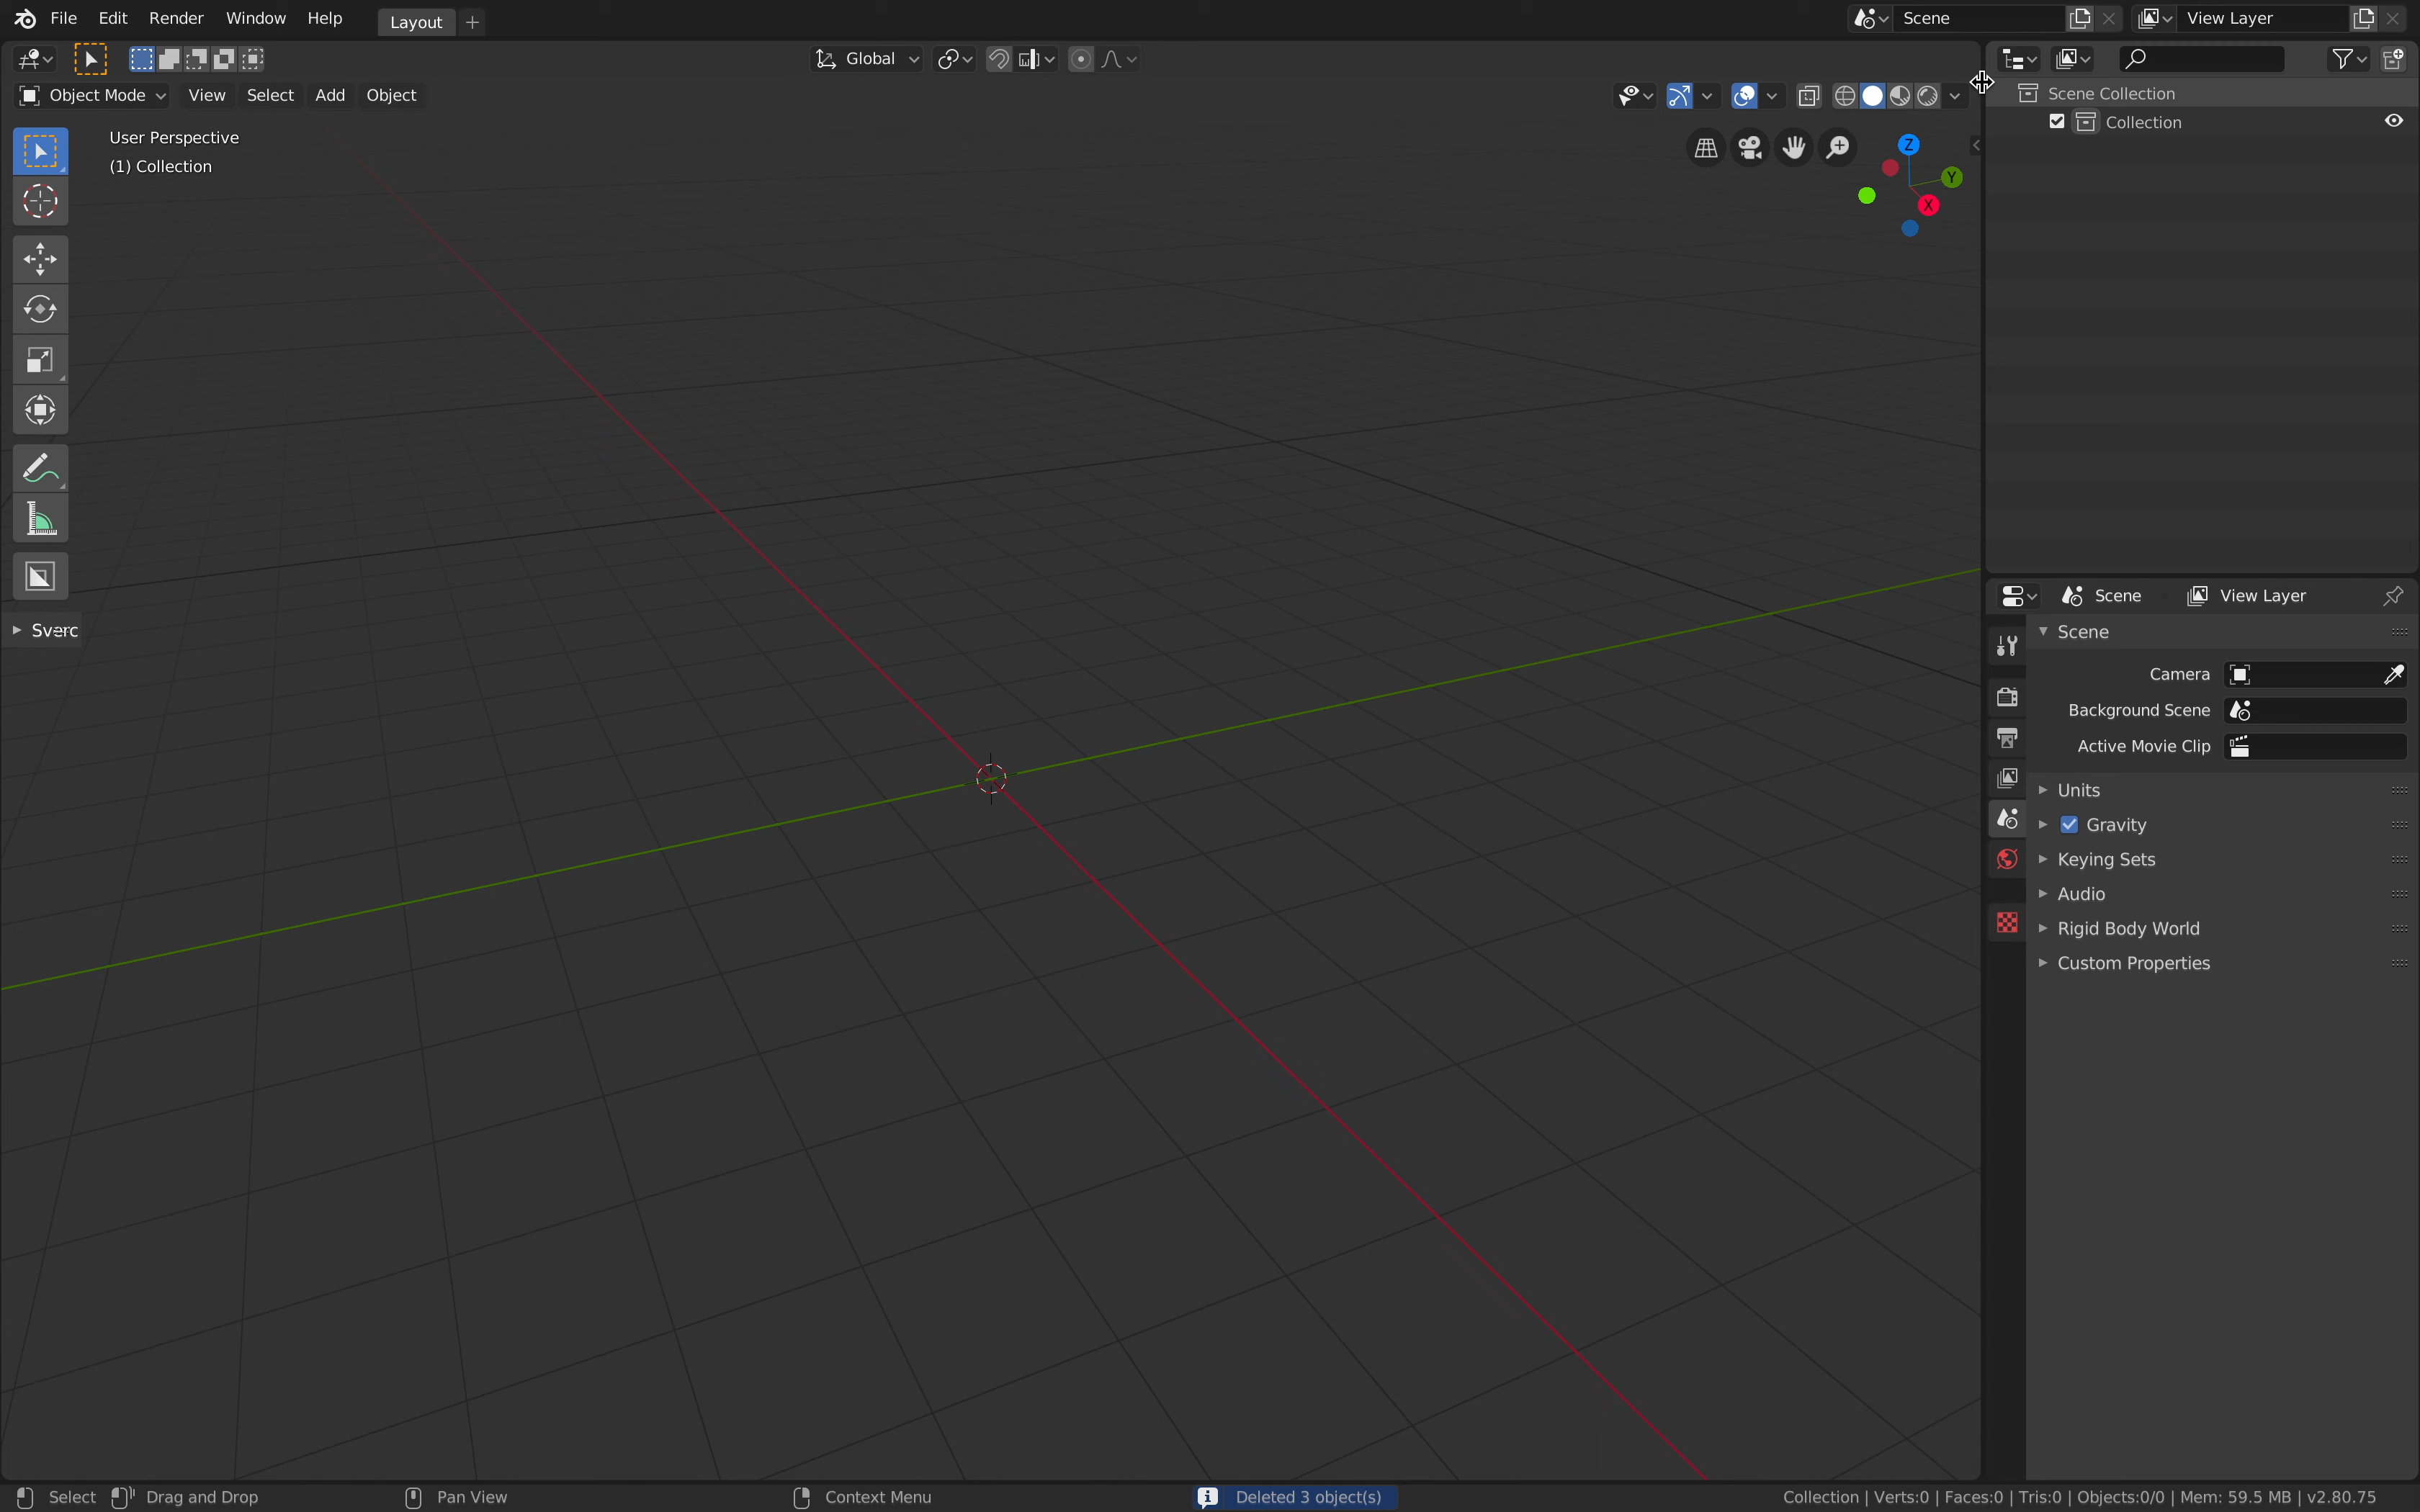 File Edit Render Window Help Layout Scene View Layer
Global
Object Mode View Select Add Object
User Perspective
(1) Collection
Z
Y
X
Scene Collection
Collection
Scene View Layer
Scene
Camera
Background Scene
Active Movie Clip
Units
Gravity
Keying Sets
Audio
Rigid Body World
Custom Properties
Select Drag and Drop Pan View Context Menu Deleted 3 object(s) Collection | Verts:0 | Faces:0 | Tris:0 | Objects:0/0 | Mem: 59.5 MB | v2.80.75